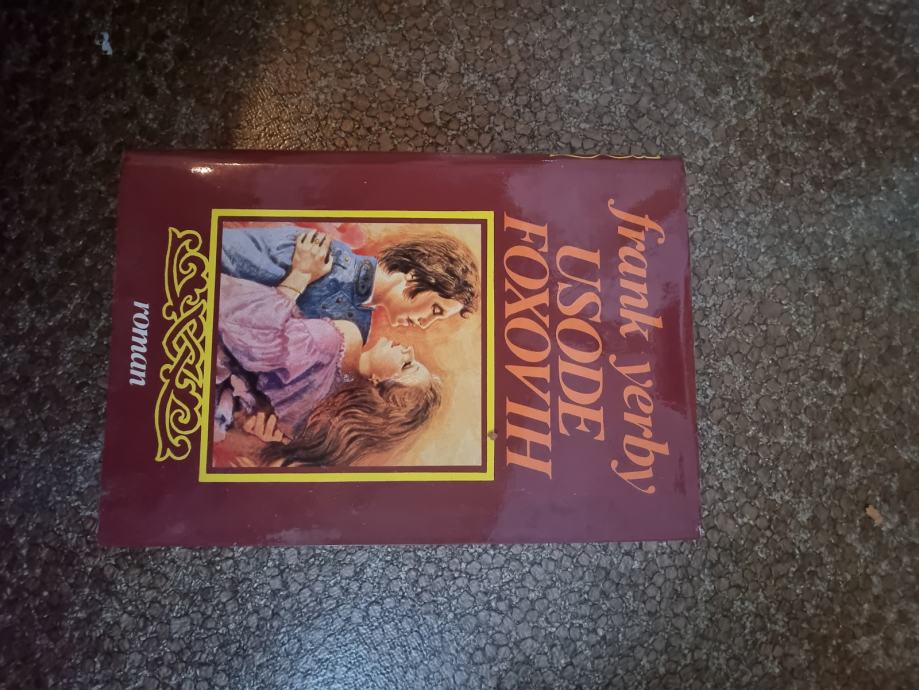 frank yerby
USODE
FOXOVIH
roman